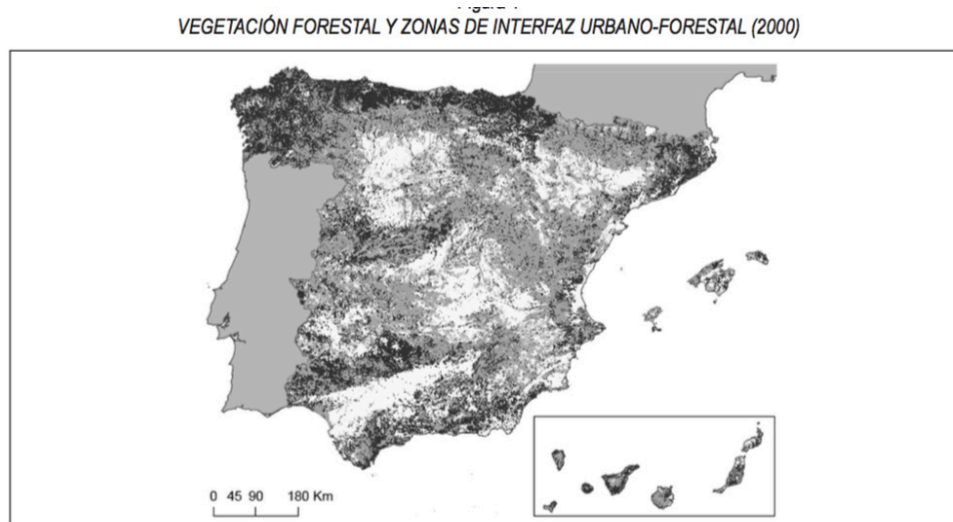 VEGETACIÓN FORESTAL Y ZONAS DE INTERFAZ URBANO-FORESTAL (2000)
0 45 90 180 Km